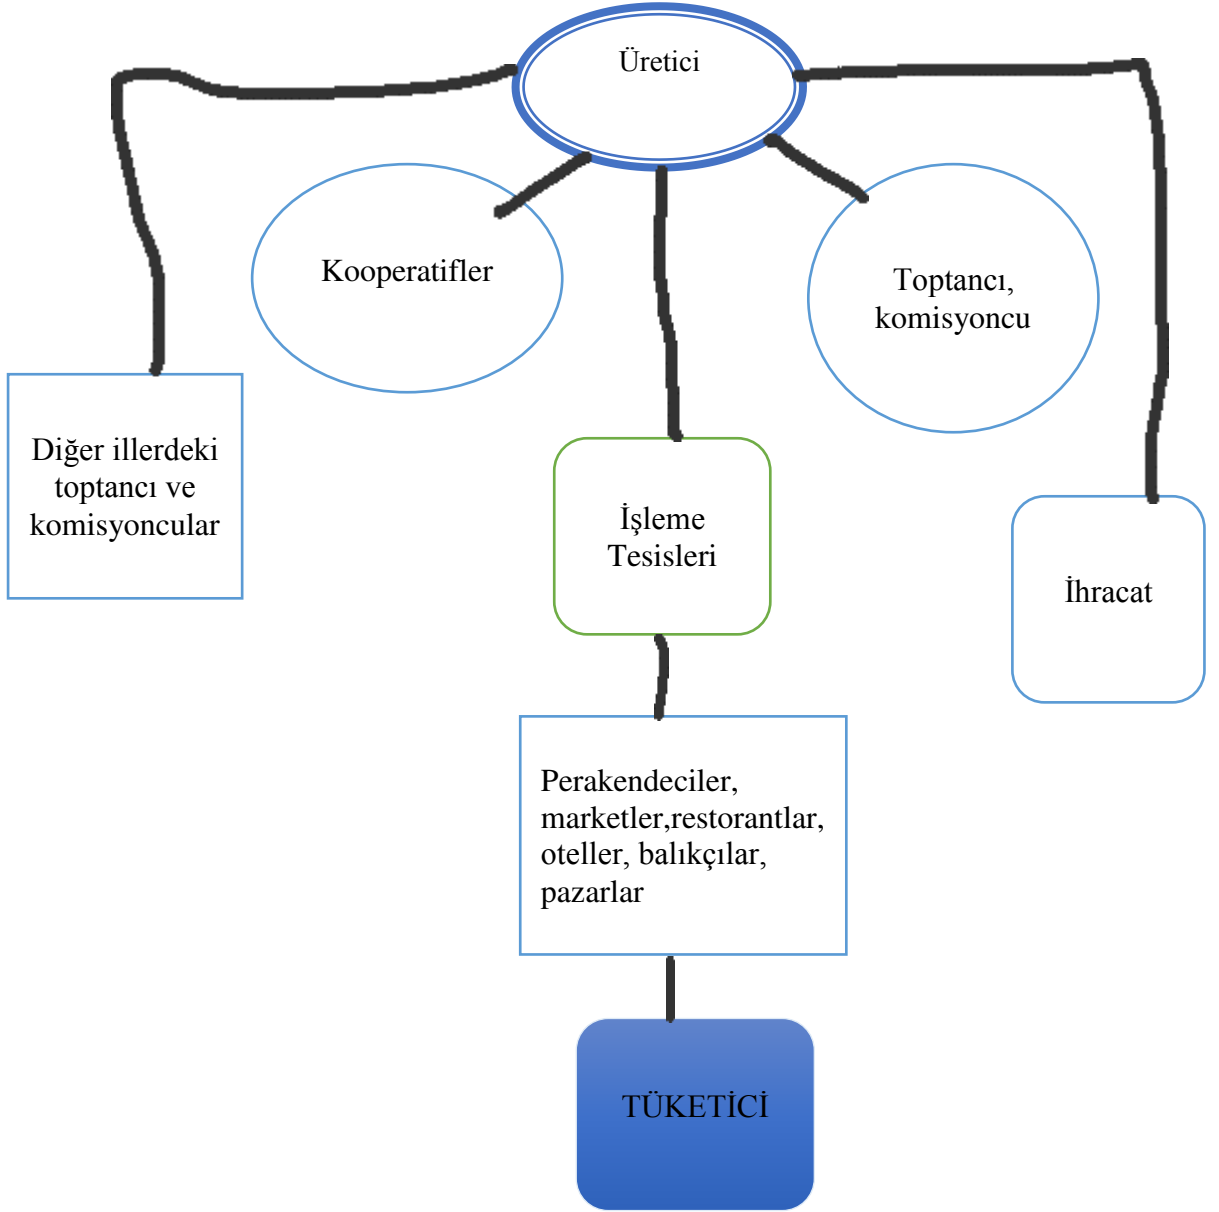 Üretici
Kooperatifler
Toptancı,
komisyoncu
Diğer illerdeki
toptancı ve
komisyoncular
İşleme
Tesisleri
İhracat
Perakendeciler,
marketler,restorantlar,
oteller, balıkçılar,
pazarlar
TÜKETİCİ